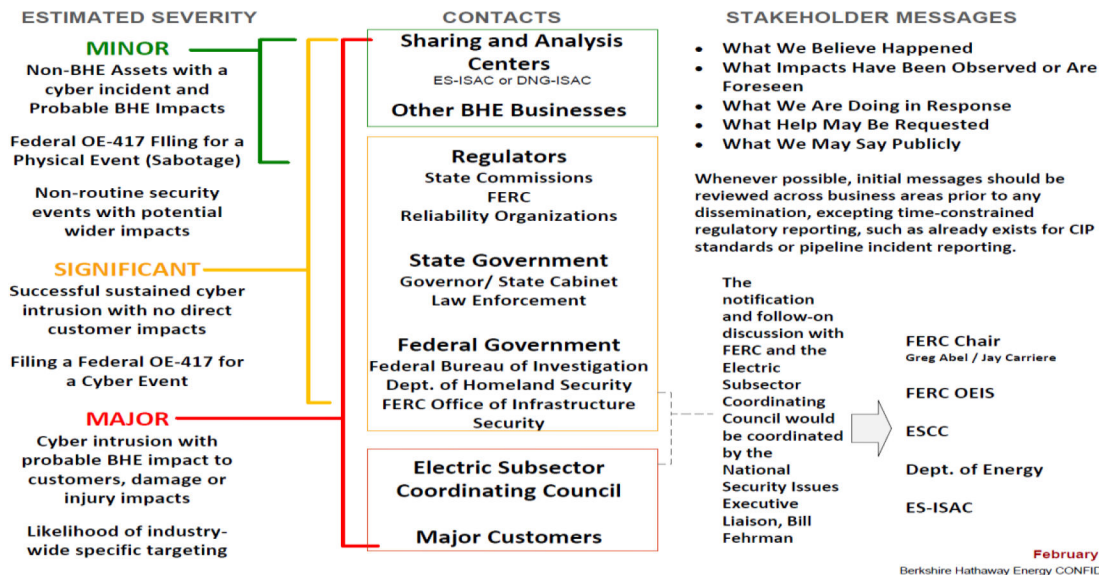 ESTIMATED SEVERITY
MINOR
Non-BHE Assets with a
cyber incident and
Probable BHE Impacts
Federal OE-417 FIling for a
Physical Event (Sabotage)
Non-routine security
events with potential
wider impacts
SIGNIFICANT
Successful sustained cyber
intrusion with no direct
customer impacts
Filing a Federal OE-417 for
a Cyber Event
MAJOR
Cyber intrusion with
probable BHE impact to
customers, damage or
injury impacts
Likelihood of industry-
wide specific targeting
CONTACTS
Sharing and Analysis
Centers
ES-ISAC or DNG-ISAC
Other BHE Businesses
Regulators
State Commissions
FERC
Reliability Organizations
State Government
Governor/ State Cabinet
Law Enforcement
Federal Government
Federal Bureau of Investigation
Dept. of Homeland Security
FERC Office of Infrastructure
Security
Electric Subsector
Coordinating Council
Major Customers
STAKEHOLDER MESSAGES
• What We Believe Happened
• What Impacts Have Been Observed or Are
Foreseen
• What We Are Doing in Response
• What Help May Be Requested
• What We May Say Publicly
Whenever possible, initial messages should be
reviewed across business areas prior to any
dissemination, excepting time-constrained
regulatory reporting, such as already exists for CIP
standards or pipeline incident reporting.
The
notification
and follow-on
discussion with
FERC and the
Electric
Subsector
Coordinating
Council would
be coordinated
by the
National
Security Issues
Executive
Liaison, Bill
Fehrman
FERC Chair
Greg Abel / Jay Carriere
FERC OEIS
ESCC
Dept. of Energy
ES-ISAC
February
Berkshire Hathaway Energy CONFID